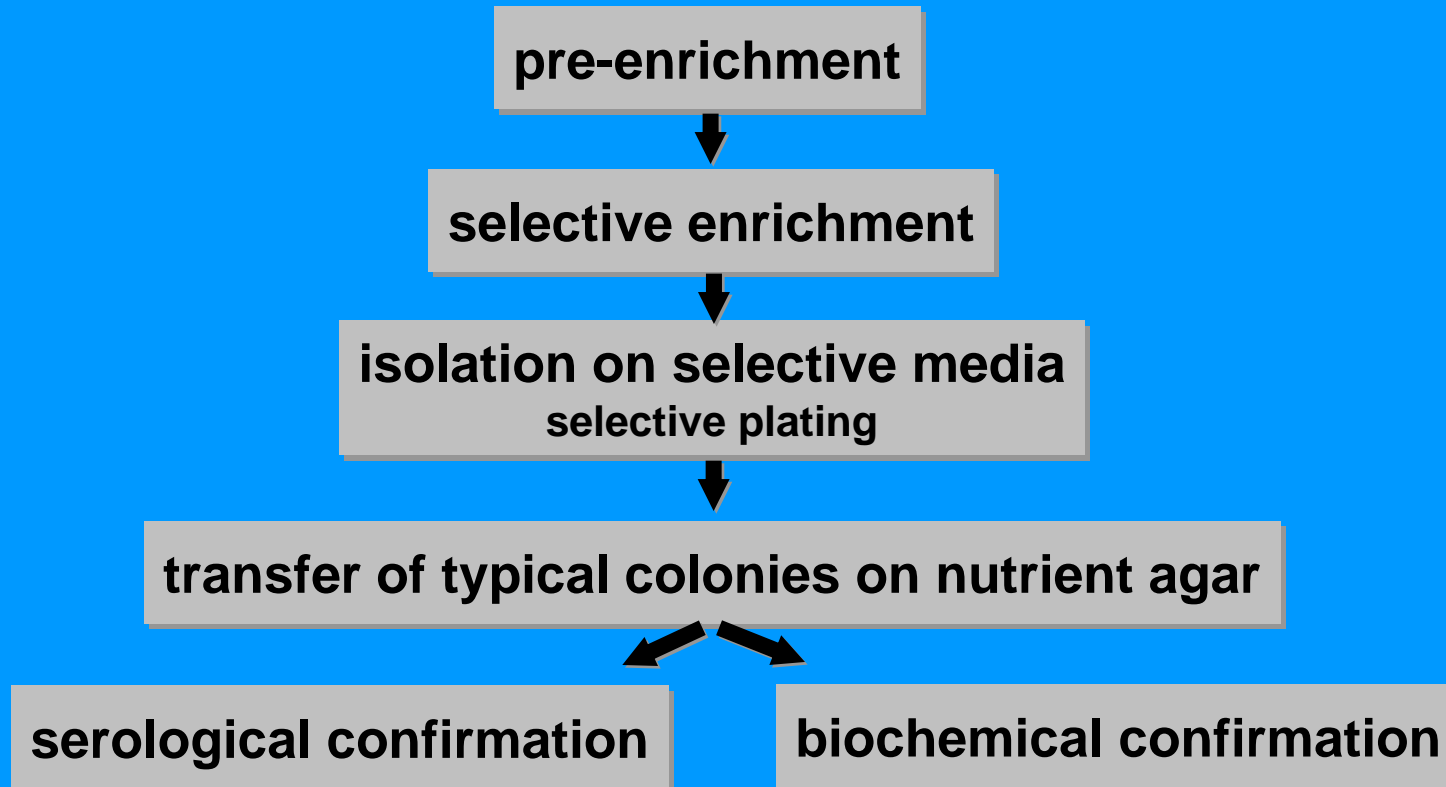 pre-enrichment
selective enrichment
isolation on selective media
selective plating
transfer of typical colonies on nutrient agar
serological confirmation
biochemical confirmation